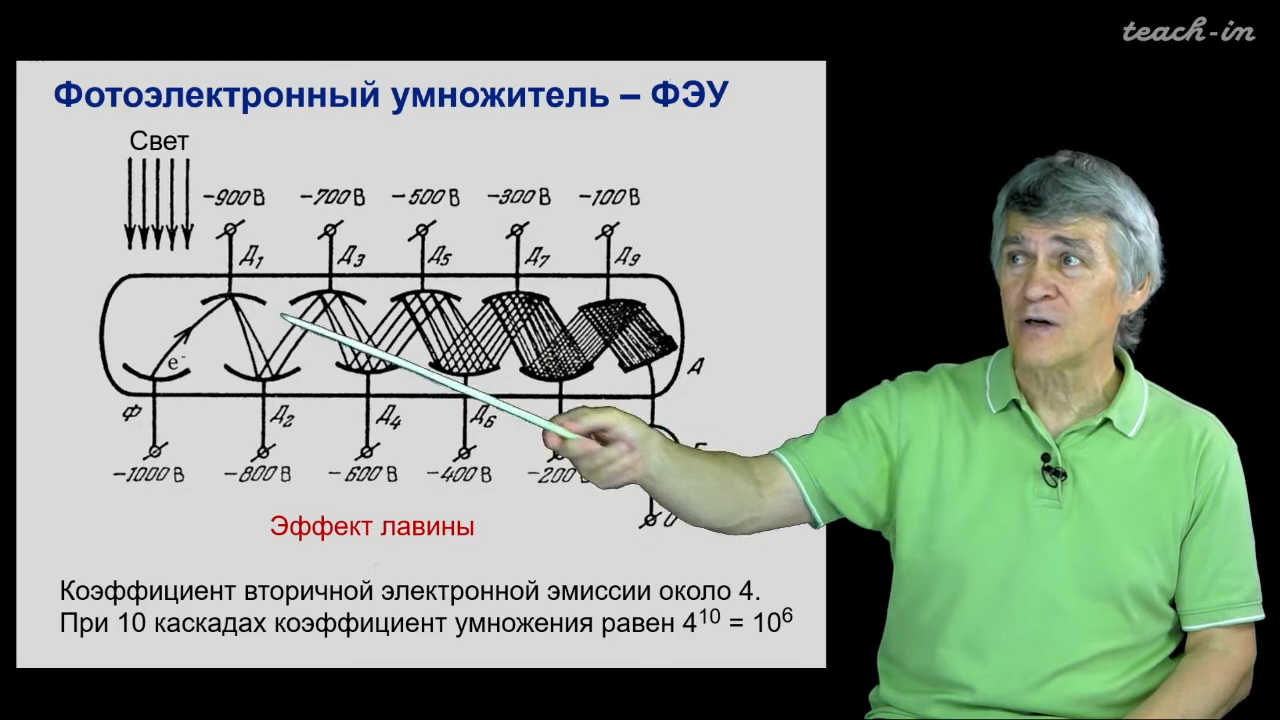 teach-in
Фотоэлектронный умножитель – ФЭУ
Свет
-900В -700В -500В -300В -100В
Д1 Д3 Д5 Д7 Д9
e-
А
Ф Д2 Д4 Д6
-1000В -800В -600В -400В -200
Эффект лавины
Коэффициент вторичной электронной эмиссии около 4.
При 10 каскадах коэффициент умножения равен 4¹⁰ = 10⁶